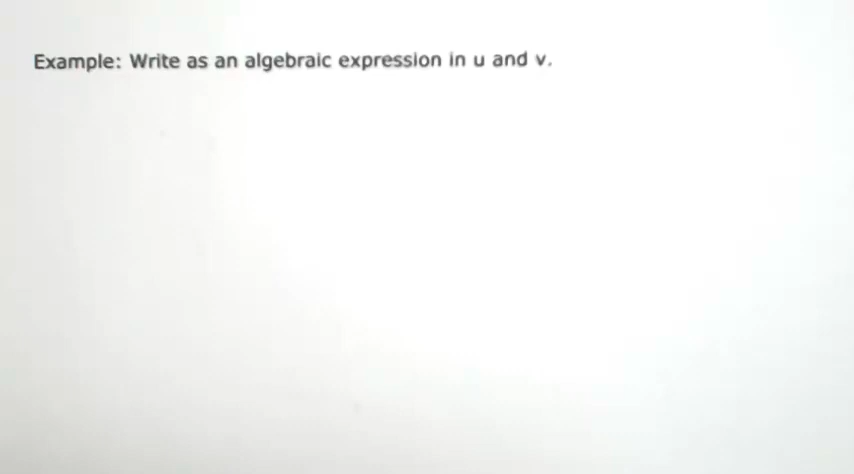 Example: Write as an algebraic expression in u and v.